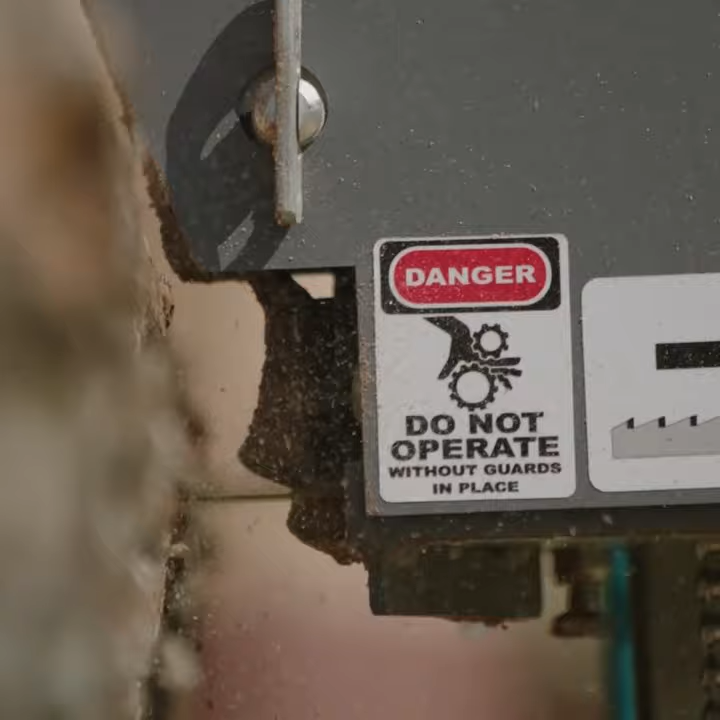 DANGER
DO NOT
OPERATE
WITHOUT GUARDS
IN PLACE